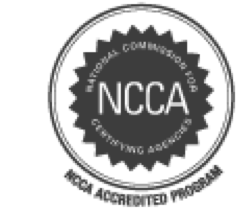 NATIONAL COMMISSION FOR
NCCA
CERTIFYING AGENCIES
NCCA ACCREDITED PROGRAM